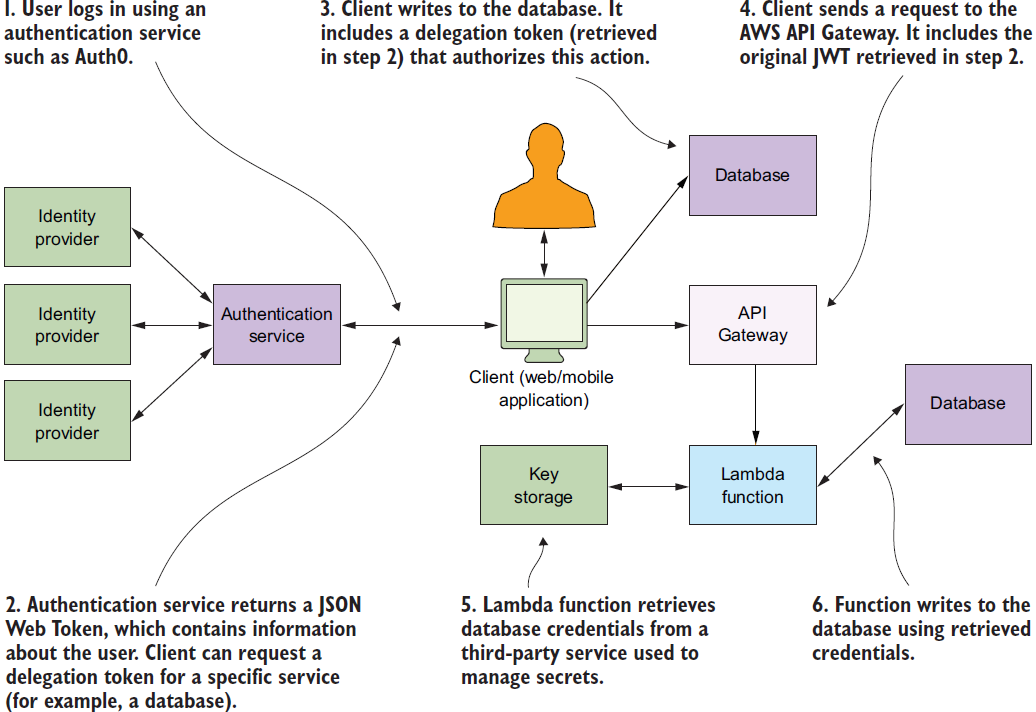 1. User logs in using an
authentication service
such as Auth0.
3. Client writes to the database. It
includes a delegation token (retrieved
in step 2) that authorizes this action.
4. Client sends a request to the
AWS API Gateway. It includes the
original JWT retrieved in step 2.
Database
Identity
provider
Identity
provider
Identity
provider
Authentication
service
Client (web/mobile
application)
API
Gateway
Database
Key
storage
Lambda
function
2. Authentication service returns a JSON
Web Token, which contains information
about the user. Client can request a
delegation token for a specific service
(for example, a database).
5. Lambda function retrieves
database credentials from a
third-party service used to
manage secrets.
6. Function writes to the
database using retrieved
credentials.